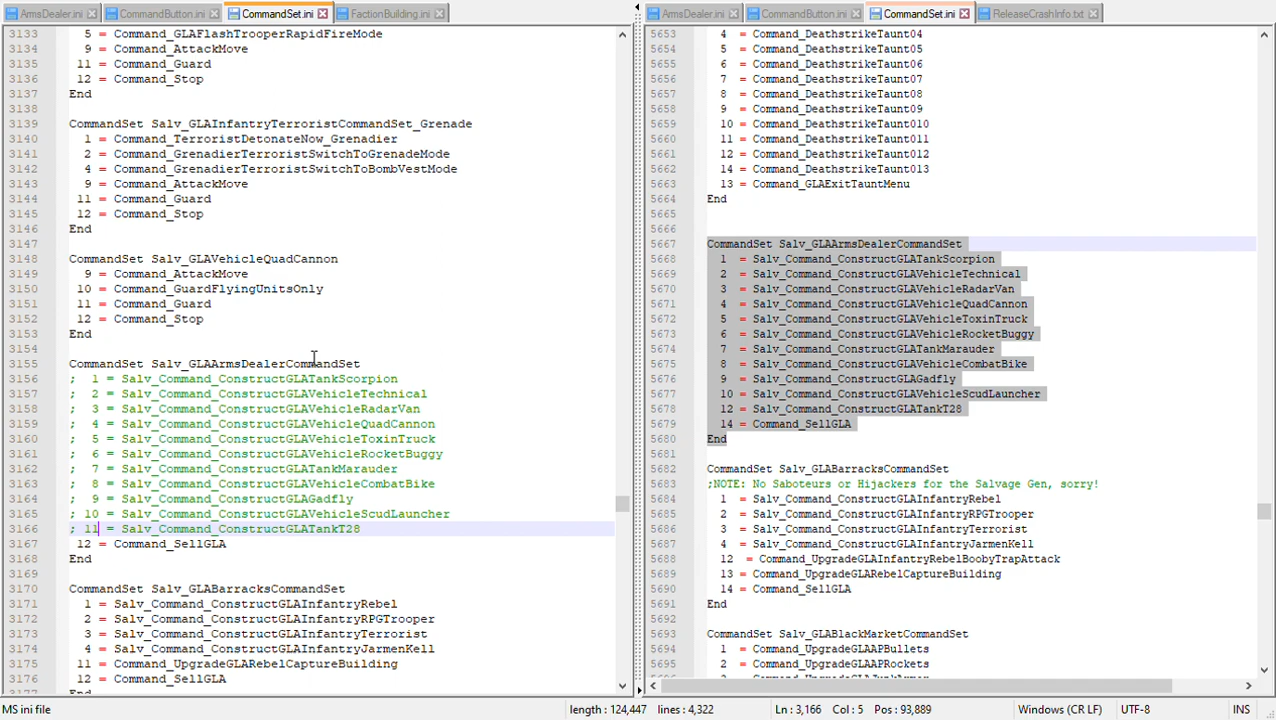 ArmsDealer.ini CommandButton.ini CommandSet.ini FactionBuilding.ini
3133 5 = Command_GLAFlashTrooperRapidFireMode
3134 9 = Command_AttackMove
3135 11 = Command_Guard
3136 12 = Command_Stop
3137 End
3138
3139 CommandSet Salv_GLAInfantryTerroristCommandSet_Grenade
3140 1 = Command_TerroristDetonateNow_Grenadier
3141 2 = Command_GrenadierTerroristSwitchToGrenadeMode
3142 4 = Command_GrenadierTerroristSwitchToBombVestMode
3143 9 = Command_AttackMove
3144 11 = Command_Guard
3145 12 = Command_Stop
3146 End
3147
3148 CommandSet Salv_GLAVehicleQuadCannon
3149 9 = Command_AttackMove
3150 10 = Command_GuardFlyingUnitsOnly
3151 11 = Command_Guard
3152 12 = Command_Stop
3153 End
3154
3155 CommandSet Salv_GLAArmsDealerCommandSet
3156 ; 1 = Salv_Command_ConstructGLATankScorpion
3157 ; 2 = Salv_Command_ConstructGLAVehicleTechnical
3158 ; 3 = Salv_Command_ConstructGLAVehicleRadarVan
3159 ; 4 = Salv_Command_ConstructGLAVehicleQuadCannon
3160 ; 5 = Salv_Command_ConstructGLAVehicleToxinTruck
3161 ; 6 = Salv_Command_ConstructGLAVehicleRocketBuggy
3162 ; 7 = Salv_Command_ConstructGLATankMarauder
3163 ; 8 = Salv_Command_ConstructGLAVehicleCombatBike
3164 ; 9 = Salv_Command_ConstructGLAGadfly
3165 ; 10 = Salv_Command_ConstructGLAVehicleScudLauncher
3166 ; 11 = Salv_Command_ConstructGLATankT28
3167 12 = Command_SellGLA
3168 End
3169
3170 CommandSet Salv_GLABarracksCommandSet
3171 1 = Salv_Command_ConstructGLAInfantryRebel
3172 2 = Salv_Command_ConstructGLAInfantryRPGTrooper
3173 3 = Salv_Command_ConstructGLAInfantryTerrorist
3174 4 = Salv_Command_ConstructGLAInfantryJarmenKell
3175 11 = Command_UpgradeGLARebelCaptureBuilding
3176 12 = Command_SellGLA
3177 End
ArmsDealer.ini CommandButton.ini CommandSet.ini ReleaseCrashInfo.txt
5653 4 = Command_DeathstrikeTaunt04
5654 5 = Command_DeathstrikeTaunt05
5655 6 = Command_DeathstrikeTaunt06
5656 7 = Command_DeathstrikeTaunt07
5657 8 = Command_DeathstrikeTaunt08
5658 9 = Command_DeathstrikeTaunt09
5659 10 = Command_DeathstrikeTaunt010
5660 11 = Command_DeathstrikeTaunt011
5661 12 = Command_DeathstrikeTaunt012
5662 14 = Command_DeathstrikeTaunt013
5663 13 = Command_GLAExitTauntMenu
5664 End
5665
5666
5667 CommandSet Salv_GLAArmsDealerCommandSet
5668 1 = Salv_Command_ConstructGLATankScorpion
5669 2 = Salv_Command_ConstructGLAVehicleTechnical
5670 3 = Salv_Command_ConstructGLAVehicleRadarVan
5671 4 = Salv_Command_ConstructGLAVehicleQuadCannon
5672 5 = Salv_Command_ConstructGLAVehicleToxinTruck
5673 6 = Salv_Command_ConstructGLAVehicleRocketBuggy
5674 7 = Salv_Command_ConstructGLATankMarauder
5675 8 = Salv_Command_ConstructGLAVehicleCombatBike
5676 9 = Salv_Command_ConstructGLAGadfly
5677 10 = Salv_Command_ConstructGLAVehicleScudLauncher
5678 12 = Salv_Command_ConstructGLATankT28
5679 14 = Command_SellGLA
5680 End
5681
5682 CommandSet Salv_GLABarracksCommandSet
5683 ;NOTE: No Saboteurs or Hijackers for the Salvage Gen, sorry!
5684 1 = Salv_Command_ConstructGLAInfantryRebel
5685 2 = Salv_Command_ConstructGLAInfantryRPGTrooper
5686 3 = Salv_Command_ConstructGLAInfantryTerrorist
5687 4 = Salv_Command_ConstructGLAInfantryJarmenKell
5688 12 = Command_UpgradeGLAInfantryRebelBoobyTrapAttack
5689 13 = Command_UpgradeGLARebelCaptureBuilding
5690 14 = Command_SellGLA
5691 End
5692
5693 CommandSet Salv_GLABlackMarketCommandSet
5694 1 = Command_UpgradeGLAAPBullets
5695 2 = Command_UpgradeGLAAPRockets
MS ini file length : 124,447 lines : 4,322 Ln : 3,166 Col : 5 Pos : 93,889 Windows (CR LF) UTF-8 INS